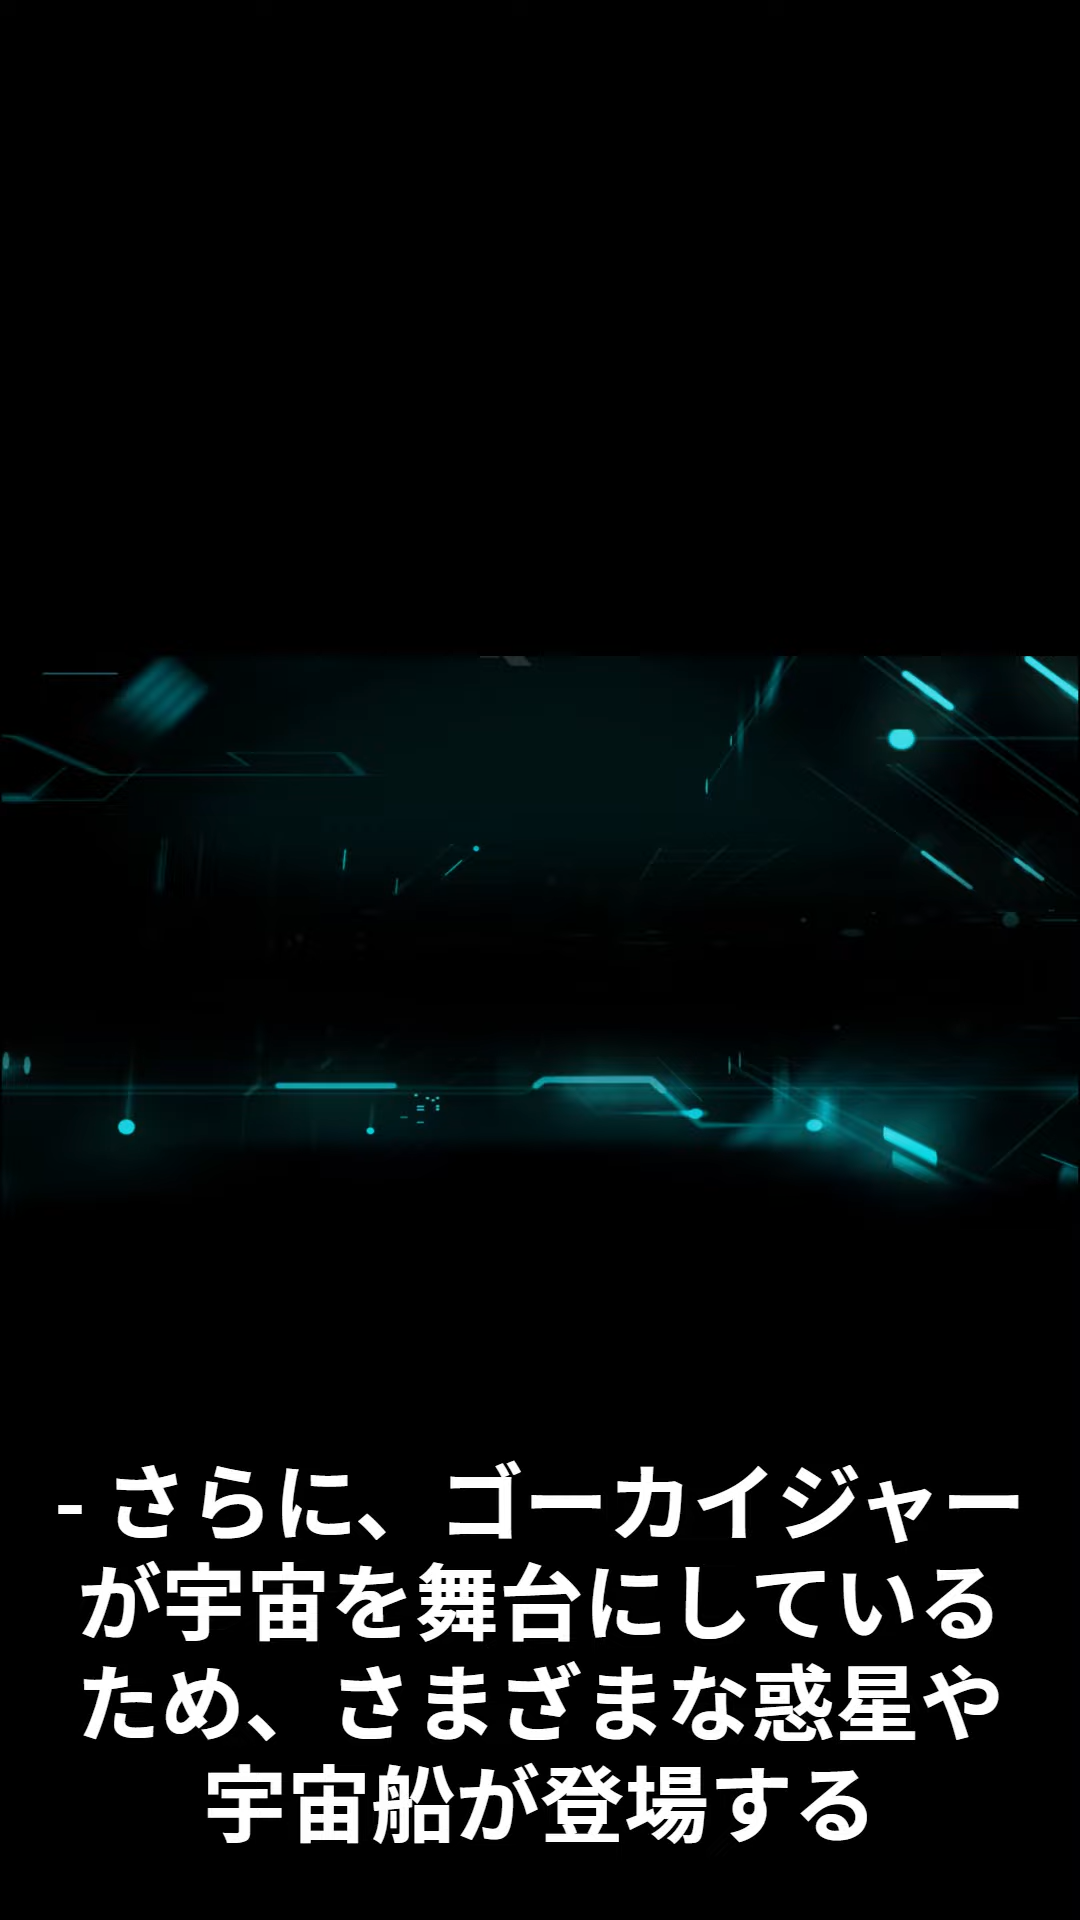 - さらに、ゴーカイジャー
が宇宙を舞台にしている
ため、さまざまな惑星や
宇宙船が登場する